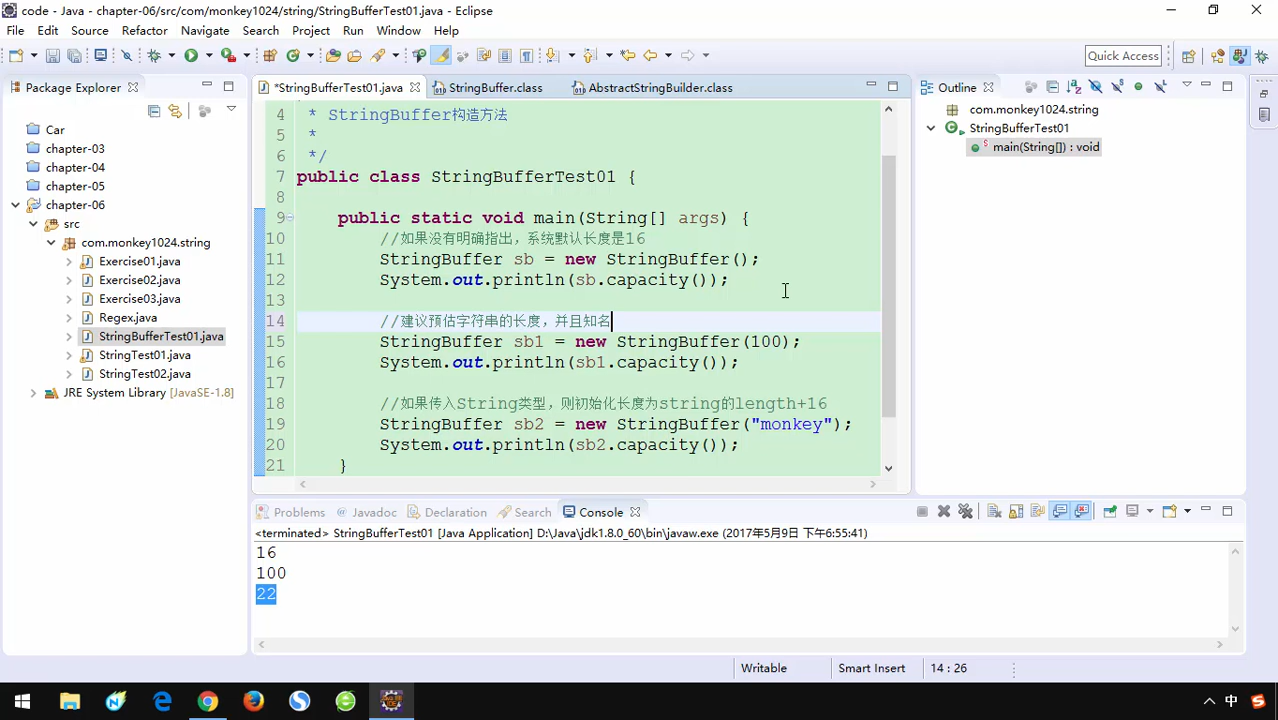 code - Java - chapter-06/src/com/monkey1024/string/StringBufferTest01.java - Eclipse
File Edit Source Refactor Navigate Search Project Run Window Help
Quick Access
Package Explorer
Car
chapter-03
chapter-04
chapter-05
chapter-06
src
com.monkey1024.string
Exercise01.java
Exercise02.java
Exercise03.java
Regex.java
StringBufferTest01.java
StringTest01.java
StringTest02.java
JRE System Library [JavaSE-1.8]
*StringBufferTest01.java StringBuffer.class AbstractStringBuilder.class
4 * StringBuffer构造方法
5 *
6 */
7 public class StringBufferTest01 {
8
9 public static void main(String[] args) {
10 //如果没有明确指出，系统默认长度是16
11 StringBuffer sb = new StringBuffer();
12 System.out.println(sb.capacity());
13
14 //建议预估字符串的长度，并且知名
15 StringBuffer sb1 = new StringBuffer(100);
16 System.out.println(sb1.capacity());
17
18 //如果传入String类型，则初始化长度为string的length+16
19 StringBuffer sb2 = new StringBuffer("monkey");
20 System.out.println(sb2.capacity());
21 }
Outline
com.monkey1024.string
StringBufferTest01
main(String[]) : void
Problems Javadoc Declaration Search Console
<terminated> StringBufferTest01 [Java Application] D:\Java\jdk1.8.0_60\bin\javaw.exe (2017年5月9日 下午6:55:41)
16
100
22
Writable Smart Insert 14 : 26
中